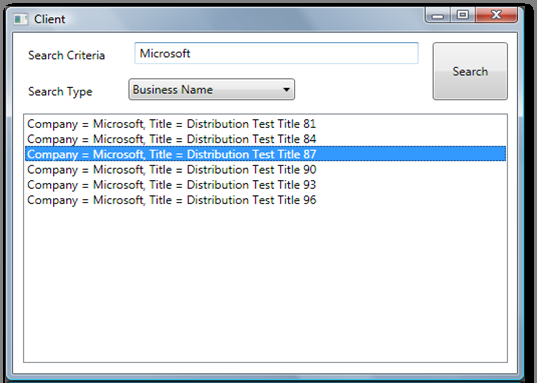 Client
Search Criteria
Microsoft
Search
Search Type
Business Name
Company = Microsoft, Title = Distribution Test Title 81
Company = Microsoft, Title = Distribution Test Title 84
Company = Microsoft, Title = Distribution Test Title 87
Company = Microsoft, Title = Distribution Test Title 90
Company = Microsoft, Title = Distribution Test Title 93
Company = Microsoft, Title = Distribution Test Title 96